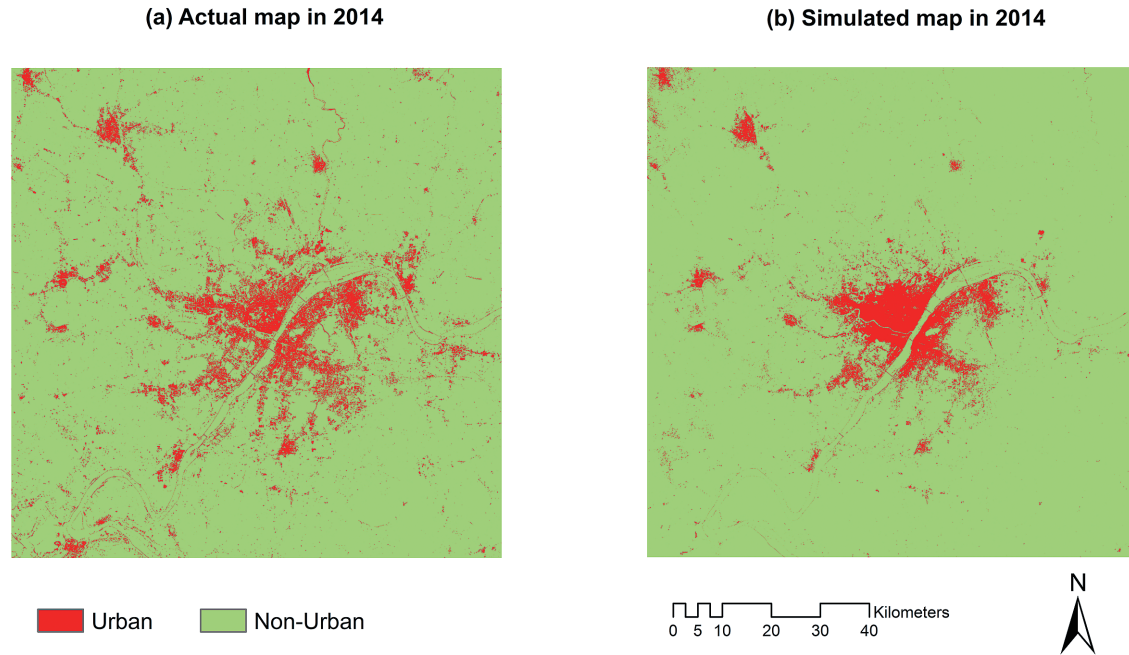 (a) Actual map in 2014
(b) Simulated map in 2014
Urban
Non-Urban
Kilometers
0 5 10 20 30 40
N